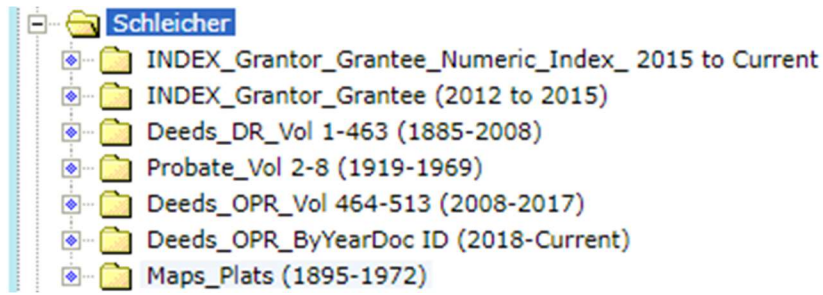 Schleicher
INDEX_Grantor_Grantee_Numeric_Index_ 2015 to Current
INDEX_Grantor_Grantee (2012 to 2015)
Deeds_DR_Vol 1-463 (1885-2008)
Probate_Vol 2-8 (1919-1969)
Deeds_OPR_Vol 464-513 (2008-2017)
Deeds_OPR_ByYearDoc ID (2018-Current)
Maps_Plats (1895-1972)